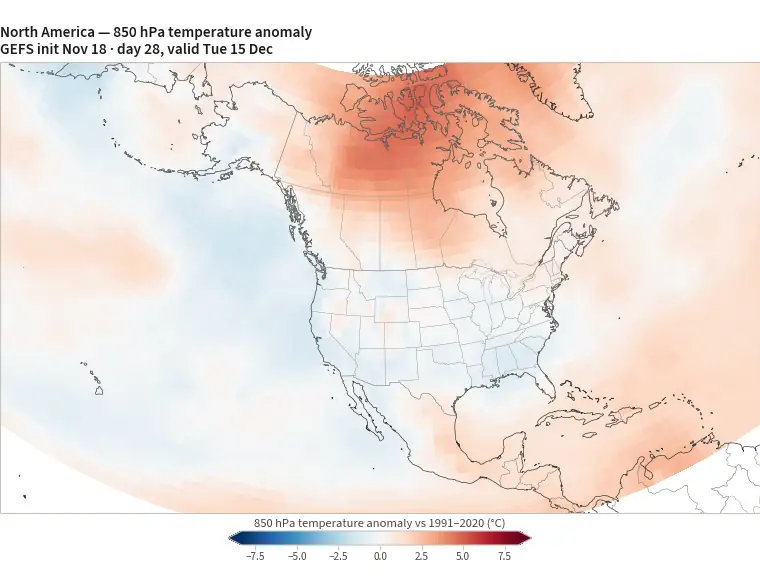 North America — 850 hPa temperature anomaly
GEFS init Nov 18 · day 28, valid Tue 15 Dec
850 hPa temperature anomaly vs 1991–2020 (°C)
−7.5 −5.0 −2.5 0.0 2.5 5.0 7.5